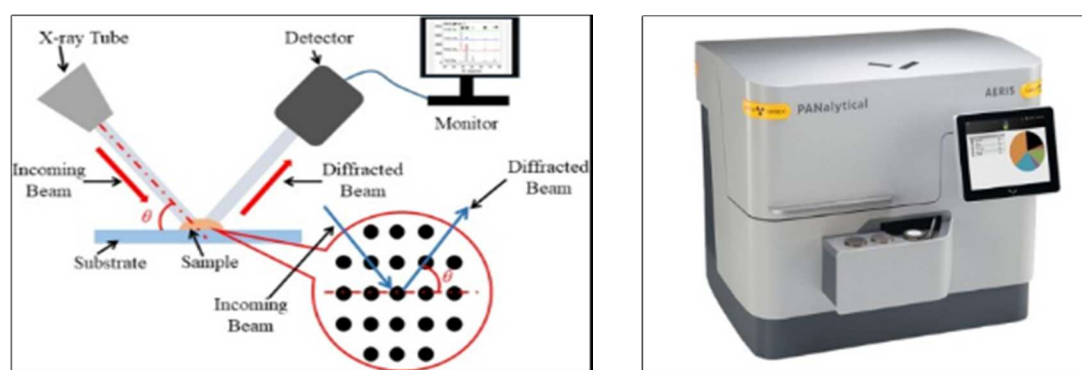 X-ray Tube
Detector
Monitor
Incoming
Beam
Diffracted
Beam
Diffracted
Beam
θ
θ
Substrate
Sample
Incoming
Beam
PANalytical
AERIS